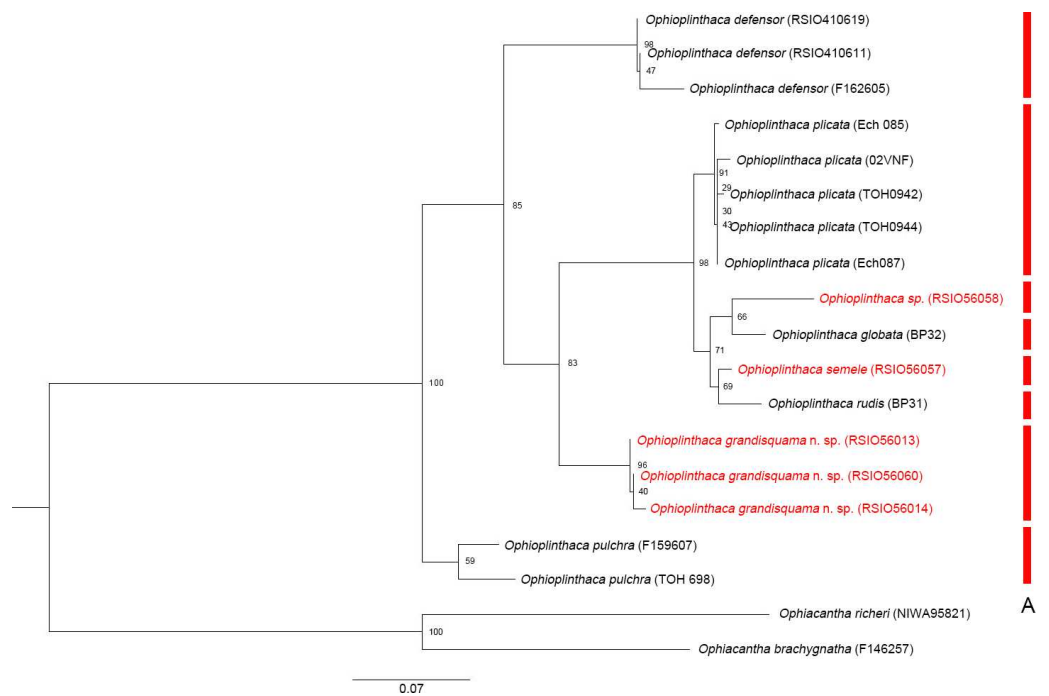 Ophioplinthaca defensor (RSIO410619)
98
Ophioplinthaca defensor (RSIO410611)
47
Ophioplinthaca defensor (F162605)
Ophioplinthaca plicata (Ech 085)
Ophioplinthaca plicata (02VNF)
91
29
Ophioplinthaca plicata (TOH0942)
85
30
43
Ophioplinthaca plicata (TOH0944)
98
Ophioplinthaca plicata (Ech087)
Ophioplinthaca sp. (RSIO56058)
66
Ophioplinthaca globata (BP32)
71
83
Ophioplinthaca semele (RSIO56057)
69
100
Ophioplinthaca rudis (BP31)
Ophioplinthaca grandisquama n. sp. (RSIO56013)
96
Ophioplinthaca grandisquama n. sp. (RSIO56060)
40
Ophioplinthaca grandisquama n. sp. (RSIO56014)
Ophioplinthaca pulchra (F159607)
59
Ophioplinthaca pulchra (TOH 698)
A
Ophiacantha richeri (NIWA95821)
100
Ophiacantha brachygnatha (F146257)
0.07